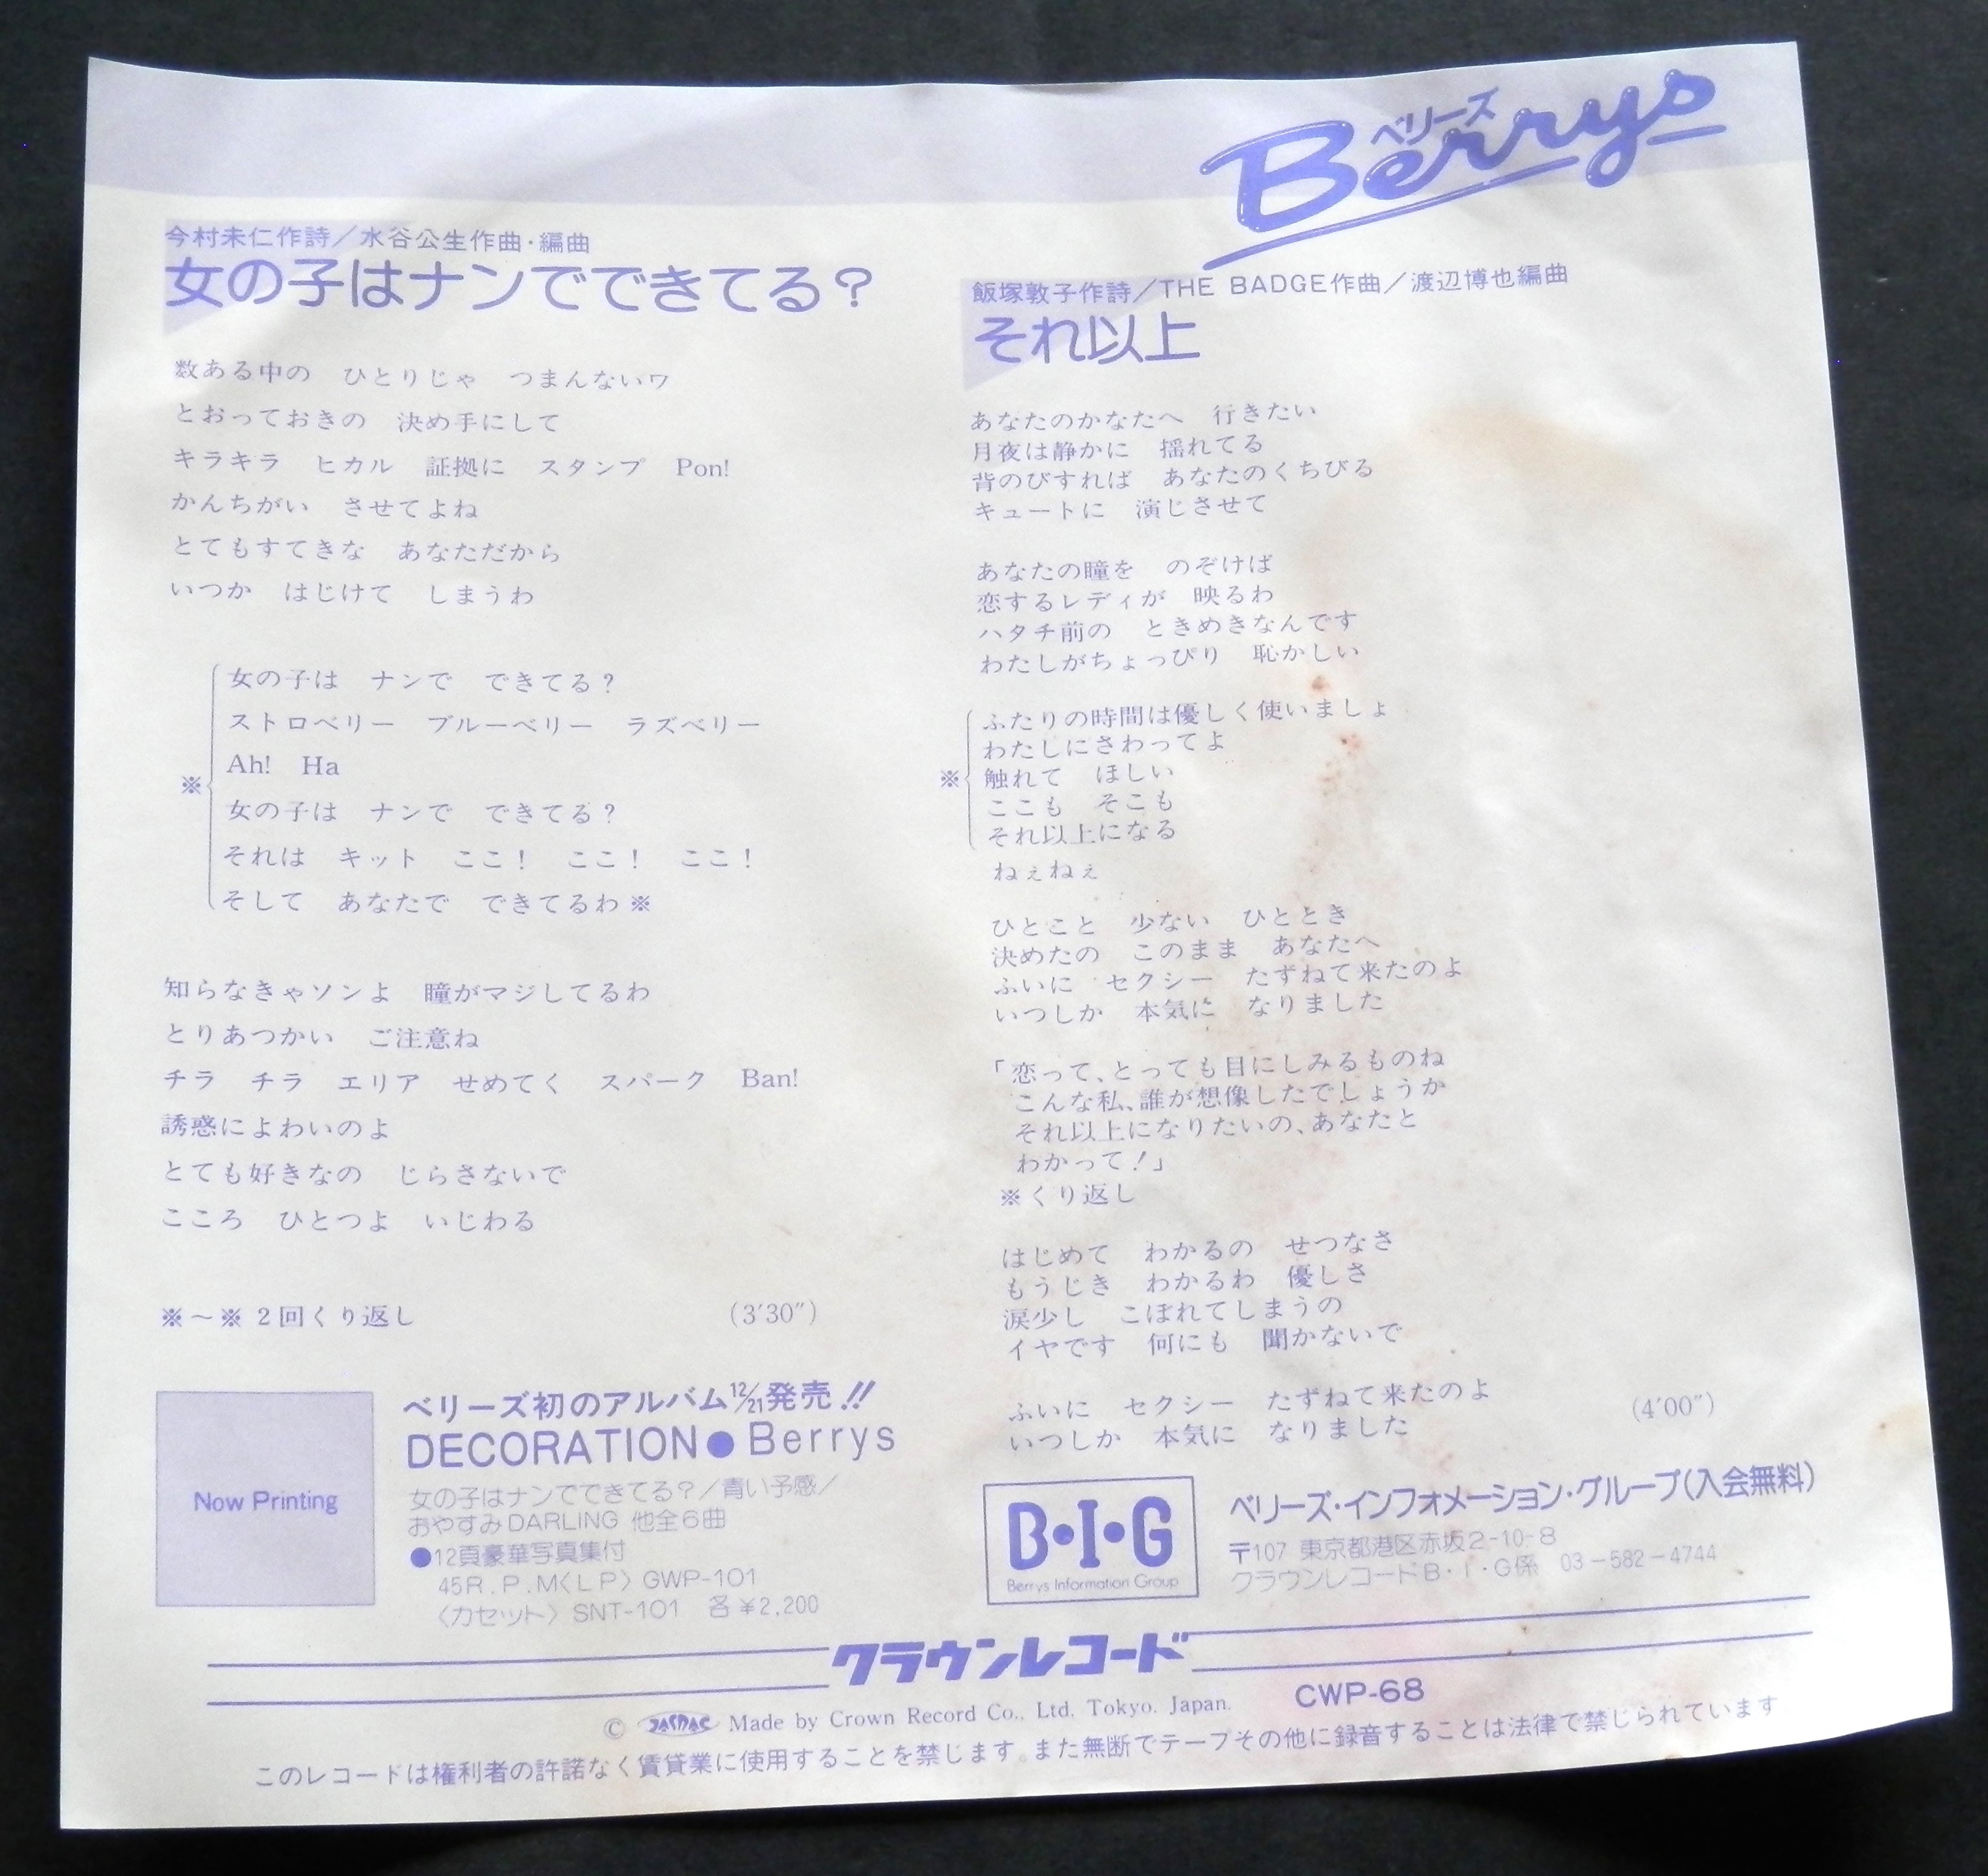 ベリーズ
Berrys
今村未仁作詩／水谷公生作曲・編曲
女の子はナンでできてる？
数ある中の　ひとりじゃ　つまんないワ
とおっておきの　決め手にして
キラキラ　ヒカル　証拠に　スタンプ　Pon!
かんちがい　させてよね
とてもすてきな　あなただから
いつか　はじけて　しまうわ
女の子は　ナンで　できてる？
ストロベリー　ブルーベリー　ラズベリー
Ah!　Ha
※
女の子は　ナンで　できてる？
それは　キット　ここ！　ここ！　ここ！
そして　あなたで　できてるわ※
知らなきゃソンよ　瞳がマジしてるわ
とりあつかい　ご注意ね
チラ　チラ　エリア　せめてく　スパーク　Ban!
誘惑によわいのよ
とても好きなの　じらさないで
こころ　ひとつよ　いじわる
※〜※ 2回くり返し　(3′30″)
飯塚敦子作詩／THE BADGE作曲／渡辺博也編曲
それ以上
あなたのかなたへ　行きたい
月夜は静かに　揺れてる
背のびすれば　あなたのくちびる
キュートに　演じさせて
あなたの瞳を　のぞけば
恋するレディが　映るわ
ハタチ前の　ときめきなんです
わたしがちょっぴり　恥かしい
ふたりの時間は優しく使いましょ
わたしにさわってよ
※
触れて　ほしい
ここも　そこも
それ以上になる
ねぇねぇ
ひとこと　少ない　ひととき
決めたの　このまま　あなたへ
ふいに　セクシー　たずねて来たのよ
いつしか　本気に　なりました
「恋って、とっても目にしみるものね
こんな私、誰が想像したでしょうか
それ以上になりたいの、あなたと
わかって！」
※くり返し
はじめて　わかるの　せつなさ
もうじき　わかるわ　優しさ
涙少し　こぼれてしまうの
イヤです　何にも　聞かないで
ふいに　セクシー　たずねて来たのよ
いつしか　本気に　なりました
(4′00″)
Now Printing
ベリーズ初のアルバム12/21発売!!
DECORATION●Berrys
女の子はナンでできてる？／青い予感／
おやすみDARLING 他全6曲
●12頁豪華写真集付
45R.P.M〈LP〉GWP-101
〈カセット〉SNT-101　各￥2,200
B・I・G
Berrys Information Group
ベリーズ・インフォメーション・グループ(入会無料)
〒107 東京都港区赤坂2-10-8
クラウンレコードB・I・G係　03-582-4744
クラウンレコード
CWP-68
© JASRAC Made by Crown Record Co., Ltd. Tokyo. Japan.
このレコードは権利者の許諾なく賃貸業に使用することを禁じます。また無断でテープその他に録音することは法律で禁じられています